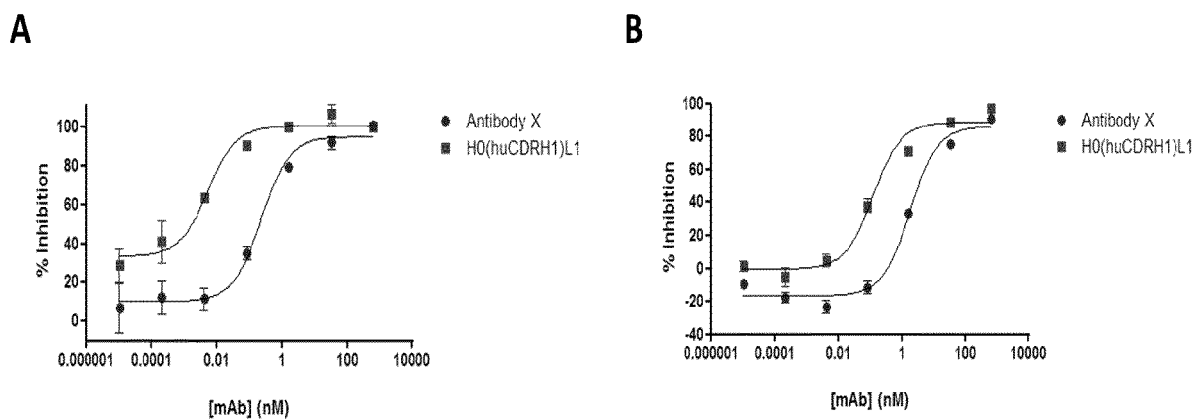 A
B
% Inhibition
100
80
60
40
20
0
0.000001
0.0001
0.01
1
100
10000
[mAb] (nM)
Antibody X
H0(huCDRH1)L1
% Inhibition
100
80
60
40
20
0
-20
-40
0.000001
0.0001
0.01
1
100
10000
[mAb] (nM)
Antibody X
H0(huCDRH1)L1